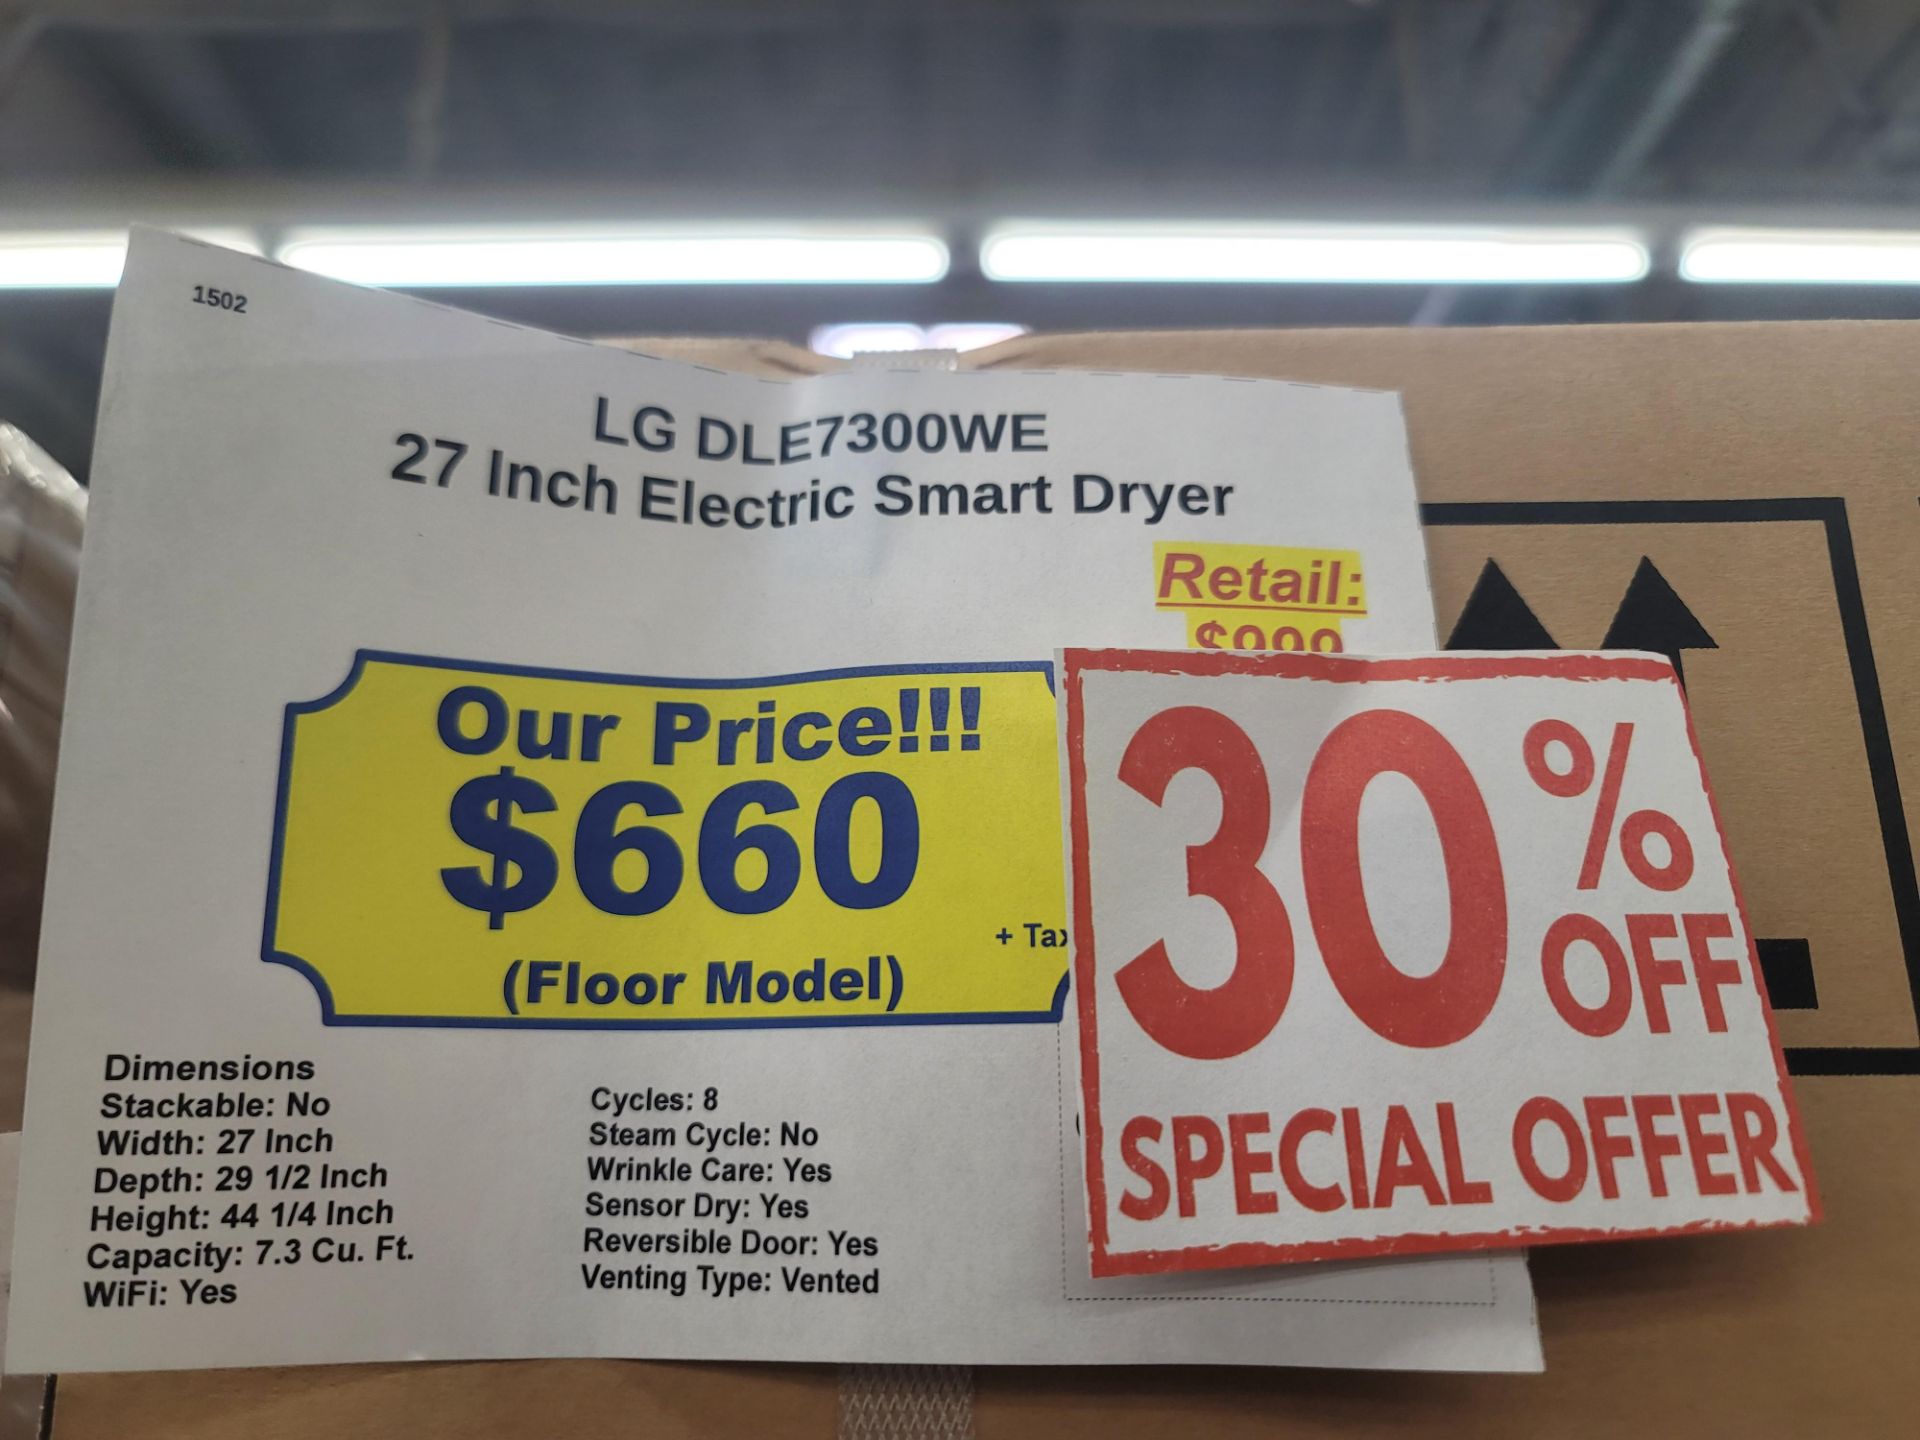 1502
LG DLE7300WE
27 Inch Electric Smart Dryer
Retail:
Our Price!!!
$660
+ Tax
(Floor Model)
30% OFF
SPECIAL OFFER
Dimensions
Stackable: No
Width: 27 Inch
Depth: 29 1/2 Inch
Height: 44 1/4 Inch
Capacity: 7.3 Cu. Ft.
WiFi: Yes
Cycles: 8
Steam Cycle: No
Wrinkle Care: Yes
Sensor Dry: Yes
Reversible Door: Yes
Venting Type: Vented